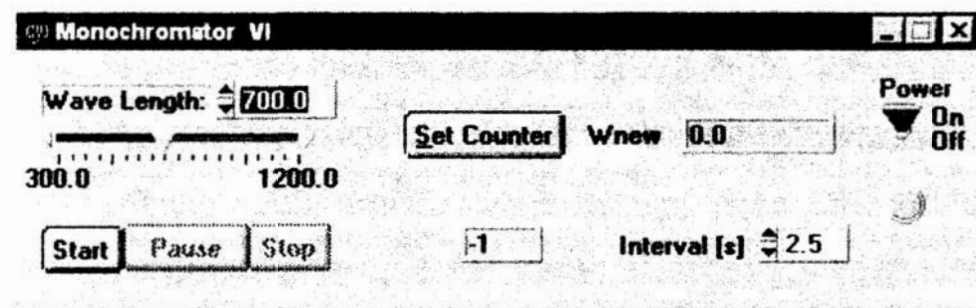 Monochromator VI
Wave Length: 700.0
300.0 1200.0
Set Counter Wnew 0.0
Power
On
Off
Start Pause Stop
-1 Interval [s] 2.5